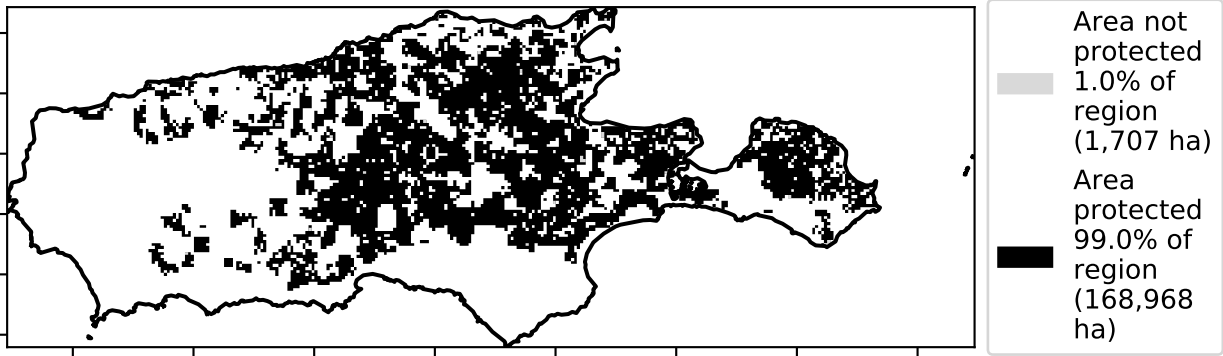 Area not
protected
1.0% of
region
(1,707 ha)
Area
protected
99.0% of
region
(168,968
ha)